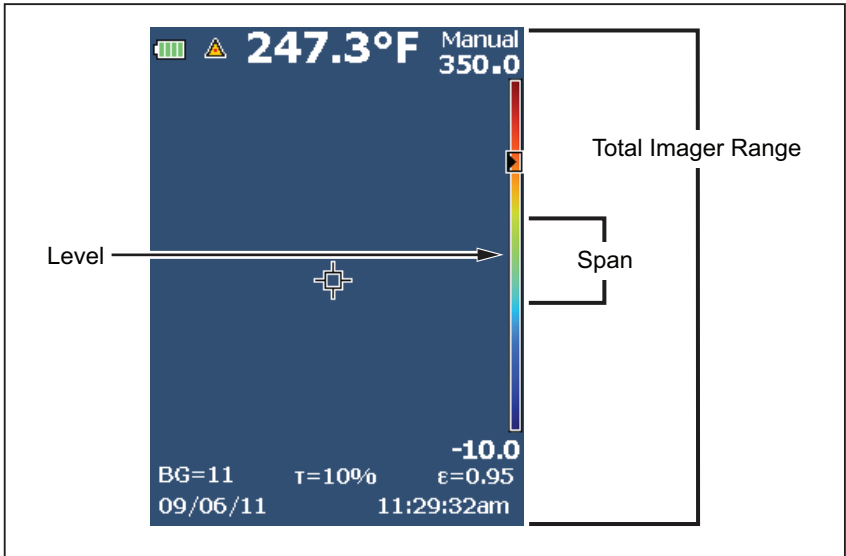 247.3°F
Manual
350.0
Total Imager Range
Level
Span
-10.0
BG=11 τ=10% ε=0.95
09/06/11 11:29:32am